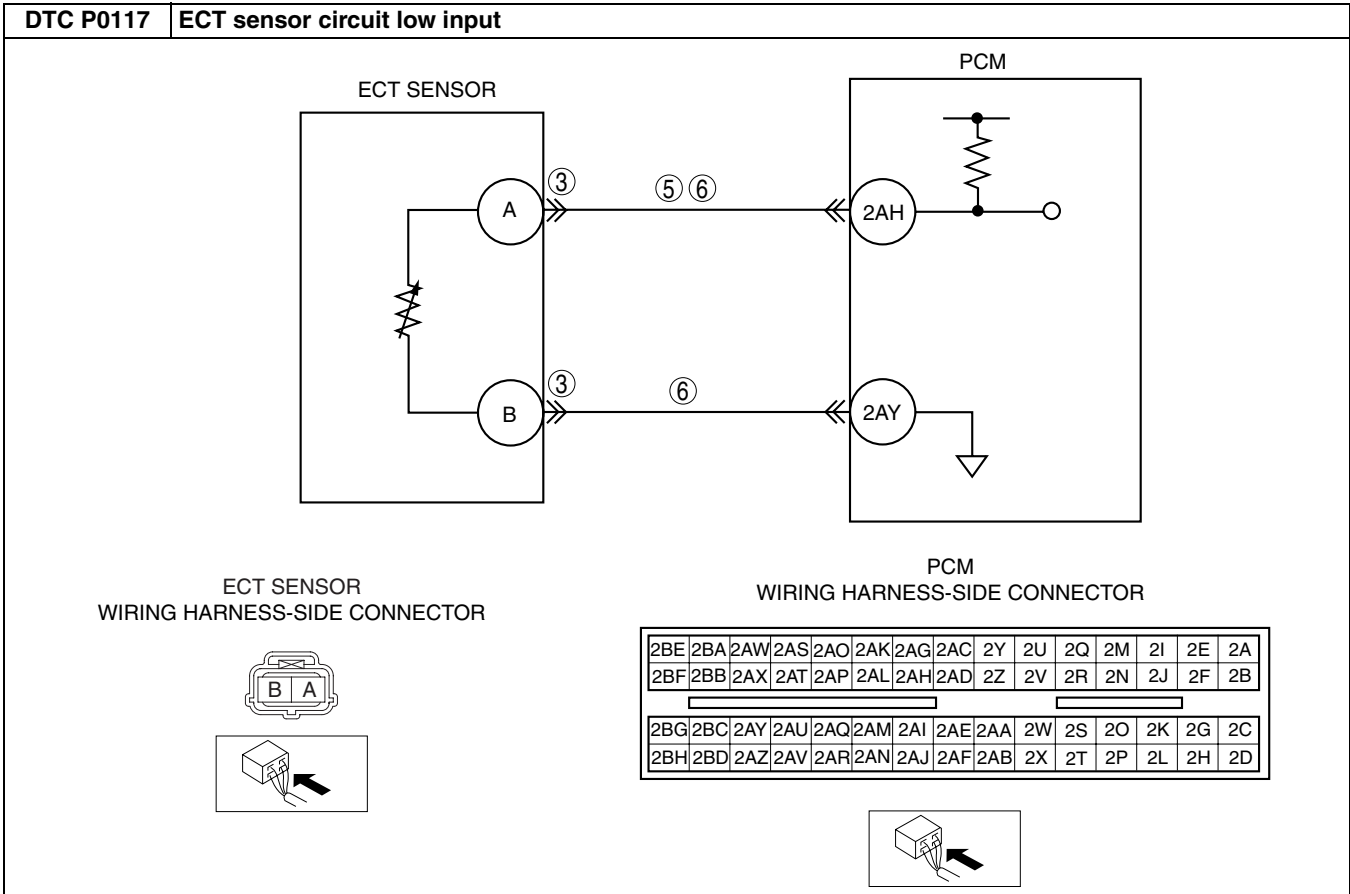 DTC P0117 ECT sensor circuit low input
PCM
ECT SENSOR
③ ⑤ ⑥
A 2AH
③ ⑥
B 2AY
ECT SENSOR
WIRING HARNESS-SIDE CONNECTOR
B A
PCM
WIRING HARNESS-SIDE CONNECTOR
2BE 2BA 2AW 2AS 2AO 2AK 2AG 2AC 2Y 2U 2Q 2M 2I 2E 2A
2BF 2BB 2AX 2AT 2AP 2AL 2AH 2AD 2Z 2V 2R 2N 2J 2F 2B
2BG 2BC 2AY 2AU 2AQ 2AM 2AI 2AE 2AA 2W 2S 2O 2K 2G 2C
2BH 2BD 2AZ 2AV 2AR 2AN 2AJ 2AF 2AB 2X 2T 2P 2L 2H 2D